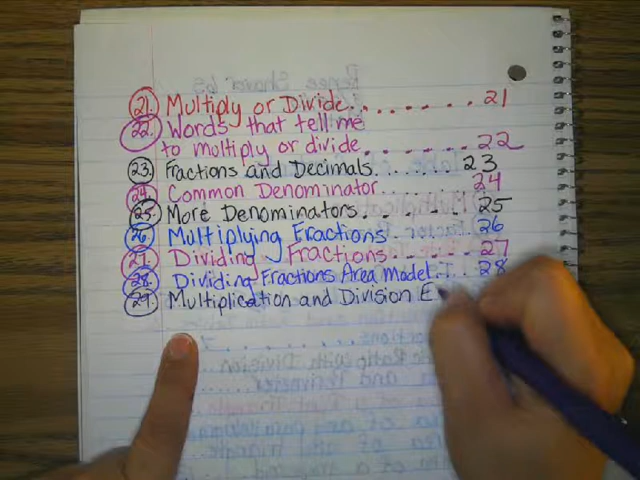 21. Multiply or Divide. . . . . . . . 21
22. Words that tell me
to multiply or divide. . . . . . . 22
23. Fractions and Decimals. . . . . . . 23
24. Common Denominator. . . . . . . . 24
25. More Denominators. . . . . . . . 25
26. Multiplying Fractions. . . . . . . . 26
27. Dividing Fractions. . . . . . . 27
28. Dividing Fractions Area Model. . . . 28
29. Multiplication and Division E